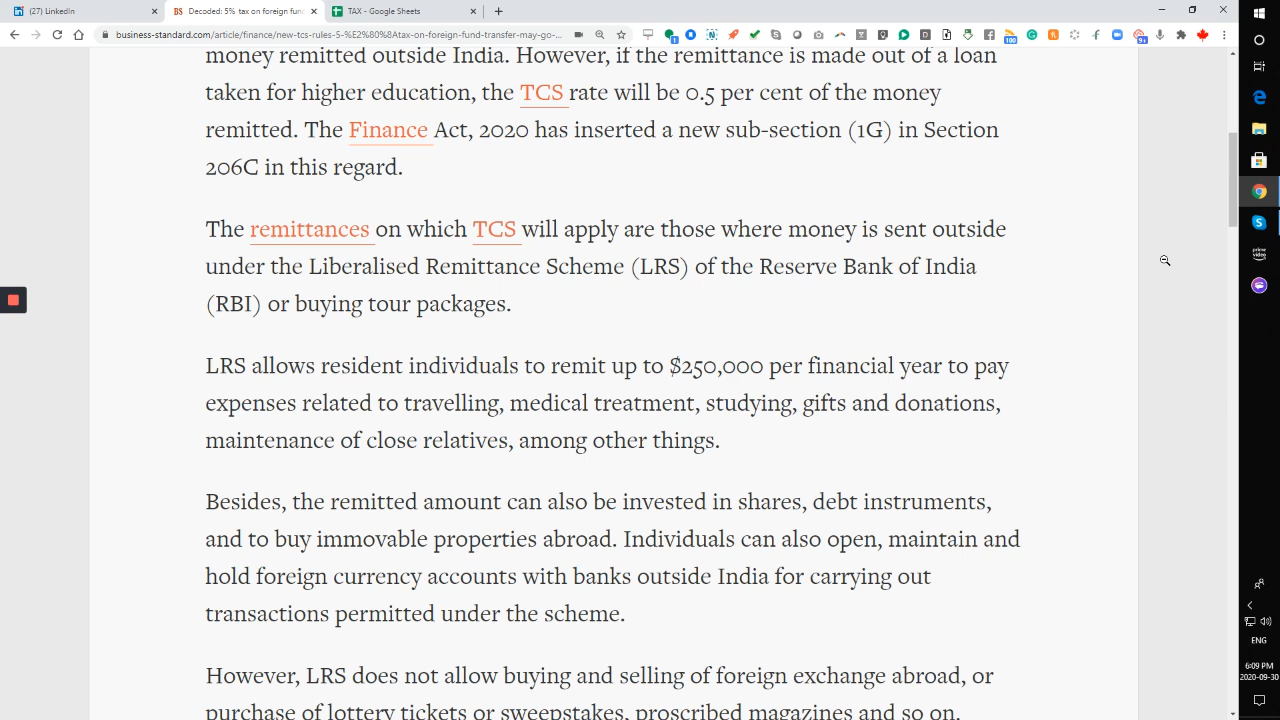 (27) LinkedIn
BS Decoded: 5% tax on foreign func
TAX - Google Sheets
business-standard.com/article/finance/new-tcs-rules-5-%E2%80%8Atax-on-foreign-fund-transfer-may-go-...
money remitted outside India. However, if the remittance is made out of a loan
taken for higher education, the TCS rate will be 0.5 per cent of the money
remitted. The Finance Act, 2020 has inserted a new sub-section (1G) in Section
206C in this regard.
The remittances on which TCS will apply are those where money is sent outside
under the Liberalised Remittance Scheme (LRS) of the Reserve Bank of India
(RBI) or buying tour packages.
LRS allows resident individuals to remit up to $250,000 per financial year to pay
expenses related to travelling, medical treatment, studying, gifts and donations,
maintenance of close relatives, among other things.
Besides, the remitted amount can also be invested in shares, debt instruments,
and to buy immovable properties abroad. Individuals can also open, maintain and
hold foreign currency accounts with banks outside India for carrying out
transactions permitted under the scheme.
However, LRS does not allow buying and selling of foreign exchange abroad, or
purchase of lottery tickets or sweepstakes, proscribed magazines and so on.
prime video
ENG
6:09 PM
2020-09-30